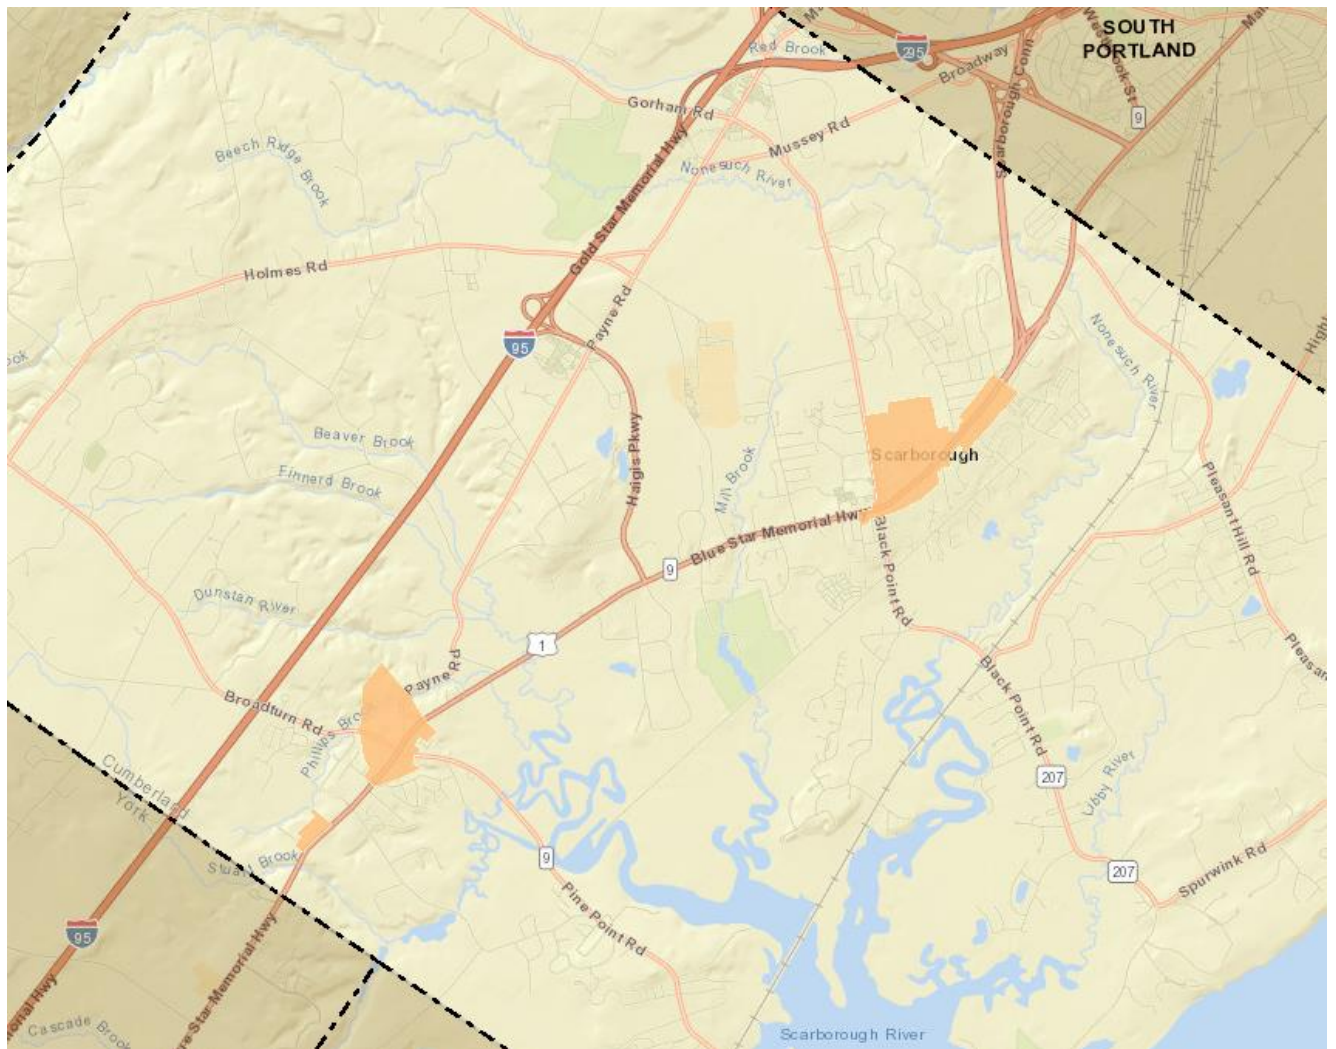 SOUTH
PORTLAND
Red Brook
295
Broadway
Scarborough Conn
9
Gorham Rd
Mussey Rd
Nonesuch River
Beech Ridge Brook
Gold Star Memorial Hwy
Holmes Rd
Payne Rd
95
Nonesuch River
Beaver Brook
Finnerd Brook
Haigis Pkwy
Mill Brook
Scarborough
Pleasant Hill Rd
Blue Star Memorial Hw
9
Black Point Rd
Dunstan River
1
Payne Rd
Black Point Rd
Broadturn Rd
Phillips Bro
Cumberland
York
207
Libby River
Stuart Brook
9
207
Spurwink Rd
Pine Point Rd
95
Cascade Brook
Scarborough River